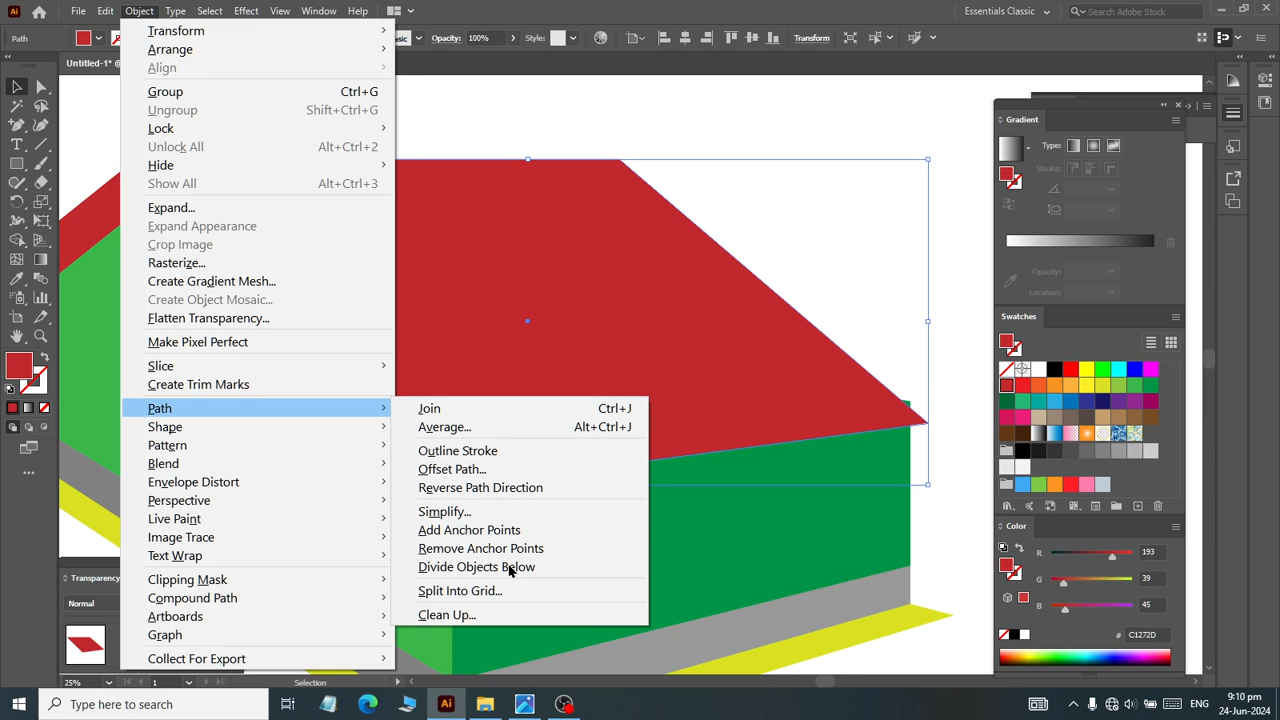 Ai File Edit Object Type Select Effect View Window Help Essentials Classic Search Adobe Stock
Path Basic Opacity: 100% Style: Transform
Untitled-1* @
Transform
Arrange
Align
Group Ctrl+G
Ungroup Shift+Ctrl+G
Lock
Unlock All Alt+Ctrl+2
Hide
Show All Alt+Ctrl+3
Expand...
Expand Appearance
Crop Image
Rasterize...
Create Gradient Mesh...
Create Object Mosaic...
Flatten Transparency...
Make Pixel Perfect
Slice
Create Trim Marks
Path
Shape
Pattern
Blend
Envelope Distort
Perspective
Live Paint
Image Trace
Text Wrap
Clipping Mask
Compound Path
Artboards
Graph
Collect For Export
Join Ctrl+J
Average... Alt+Ctrl+J
Outline Stroke
Offset Path...
Reverse Path Direction
Simplify...
Add Anchor Points
Remove Anchor Points
Divide Objects Below
Split Into Grid...
Clean Up...
Gradient
Type:
Stroke:
Opacity:
Location:
Swatches
Color
R 193
G 39
B 45
# C1272D
Transparency
Normal
25% 1 Selection
Type here to search
Ai
ENG
9:10 pm
24-Jun-2024